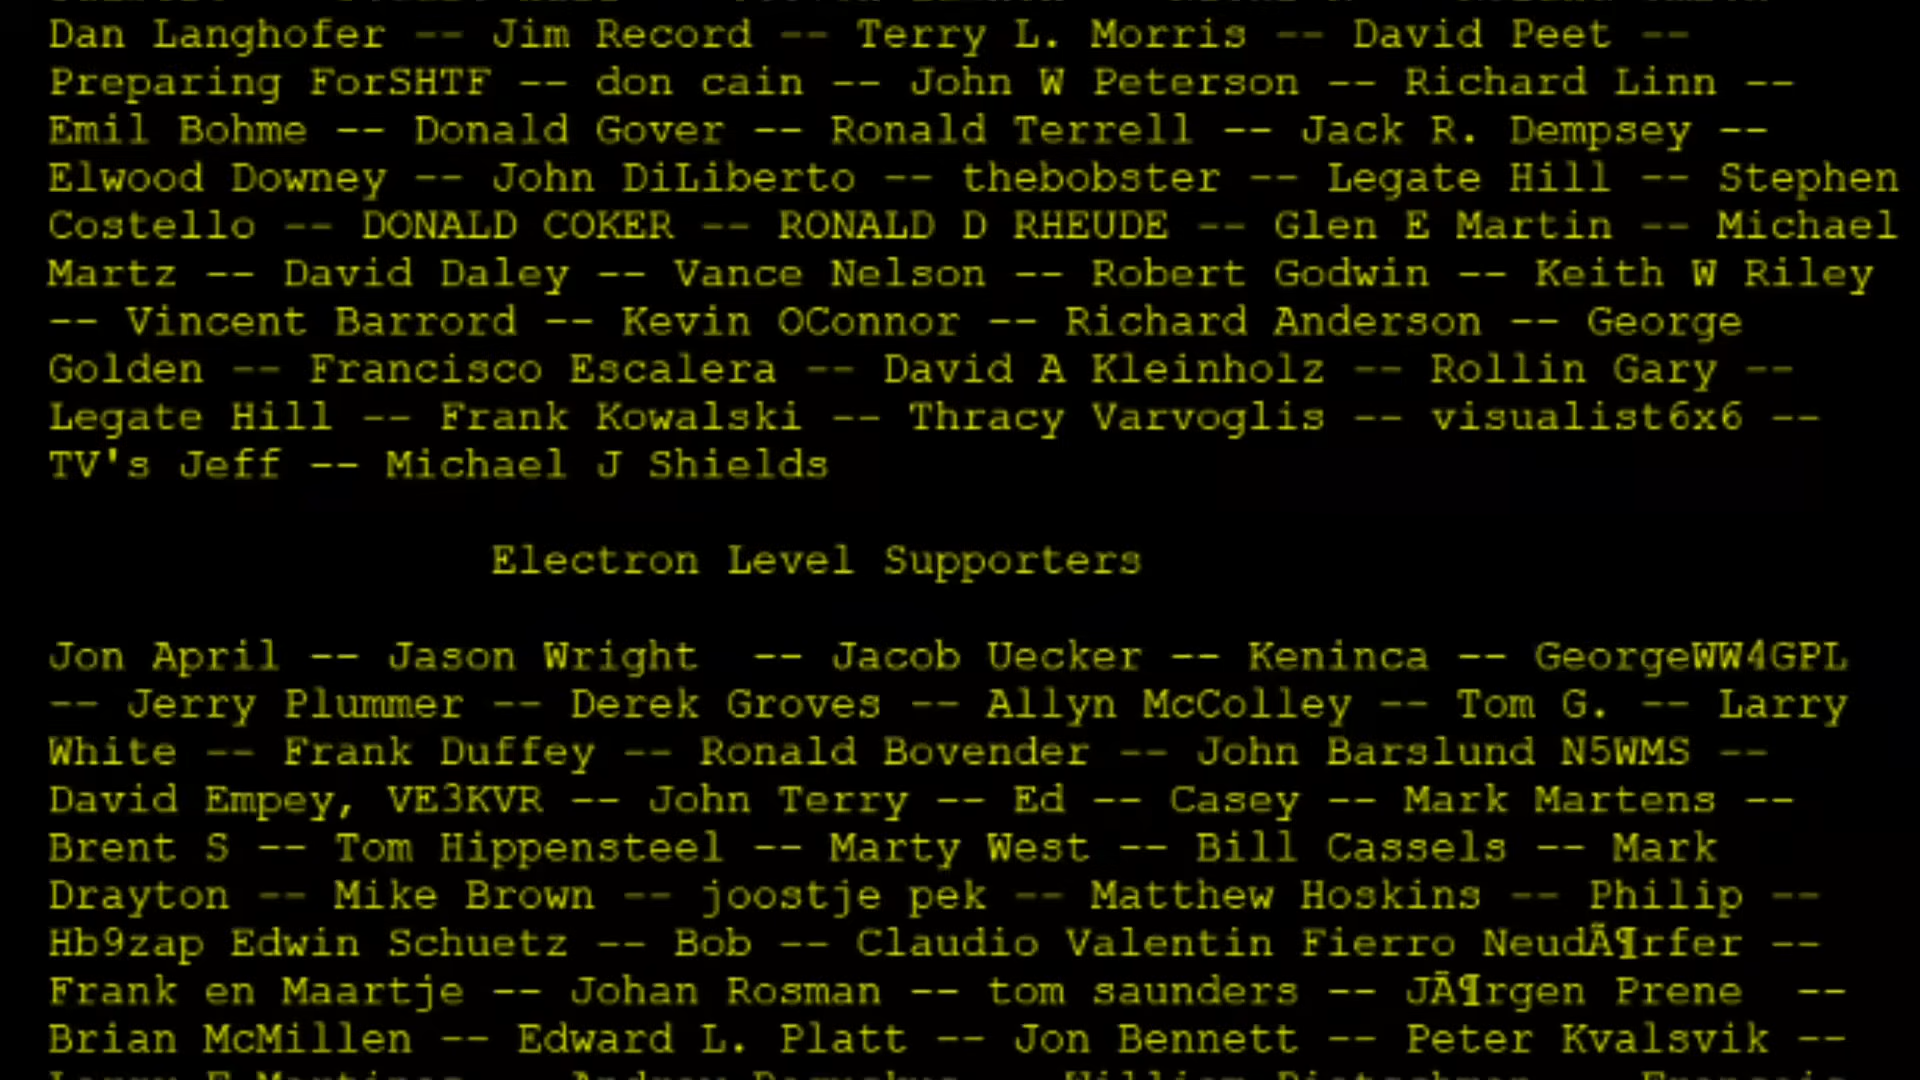 Dan Langhofer -- Jim Record -- Terry L. Morris -- David Peet --
Preparing ForSHTF -- don cain -- John W Peterson -- Richard Linn --
Emil Bohme -- Donald Gover -- Ronald Terrell -- Jack R. Dempsey --
Elwood Downey -- John DiLiberto -- thebobster -- Legate Hill -- Stephen
Costello -- DONALD COKER -- RONALD D RHEUDE -- Glen E Martin -- Michael
Martz -- David Daley -- Vance Nelson -- Robert Godwin -- Keith W Riley
-- Vincent Barrord -- Kevin OConnor -- Richard Anderson -- George
Golden -- Francisco Escalera -- David A Kleinholz -- Rollin Gary --
Legate Hill -- Frank Kowalski -- Thracy Varvoglis -- visualist6x6 --
TV's Jeff -- Michael J Shields
Electron Level Supporters
Jon April -- Jason Wright  -- Jacob Uecker -- Keninca -- GeorgeWW4GPL
-- Jerry Plummer -- Derek Groves -- Allyn McColley -- Tom G. -- Larry
White -- Frank Duffey -- Ronald Bovender -- John Barslund N5WMS --
David Empey, VE3KVR -- John Terry -- Ed -- Casey -- Mark Martens --
Brent S -- Tom Hippensteel -- Marty West -- Bill Cassels -- Mark
Drayton -- Mike Brown -- joostje pek -- Matthew Hoskins -- Philip --
Hb9zap Edwin Schuetz -- Bob -- Claudio Valentin Fierro NeudÃ¶rfer --
Frank en Maartje -- Johan Rosman -- tom saunders -- JÃ¶rgen Prene  --
Brian McMillen -- Edward L. Platt -- Jon Bennett -- Peter Kvalsvik --